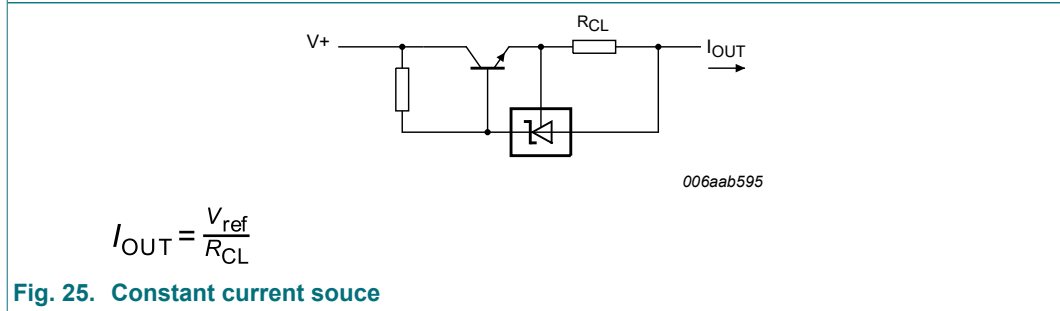 RCL
V+
IOUT
006aab595
IOUT = Vref / RCL
Fig. 25. Constant current souce